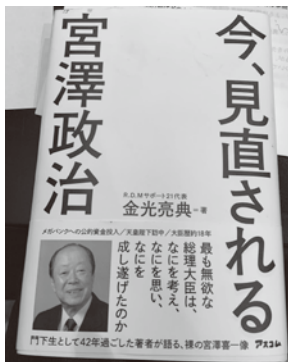 今、見直される
宮澤政治
R.D.Mサポート21代表
金光亮典=著
メガバンクへの公的資金投入／天皇陛下訪中／大臣歴約16年
最も無欲な
総理大臣は、
なにを考え、
なにを思い、
なにを
成し遂げたのか
門下生として42年過ごした著者が語る、裸の宮澤喜一像
アスコム